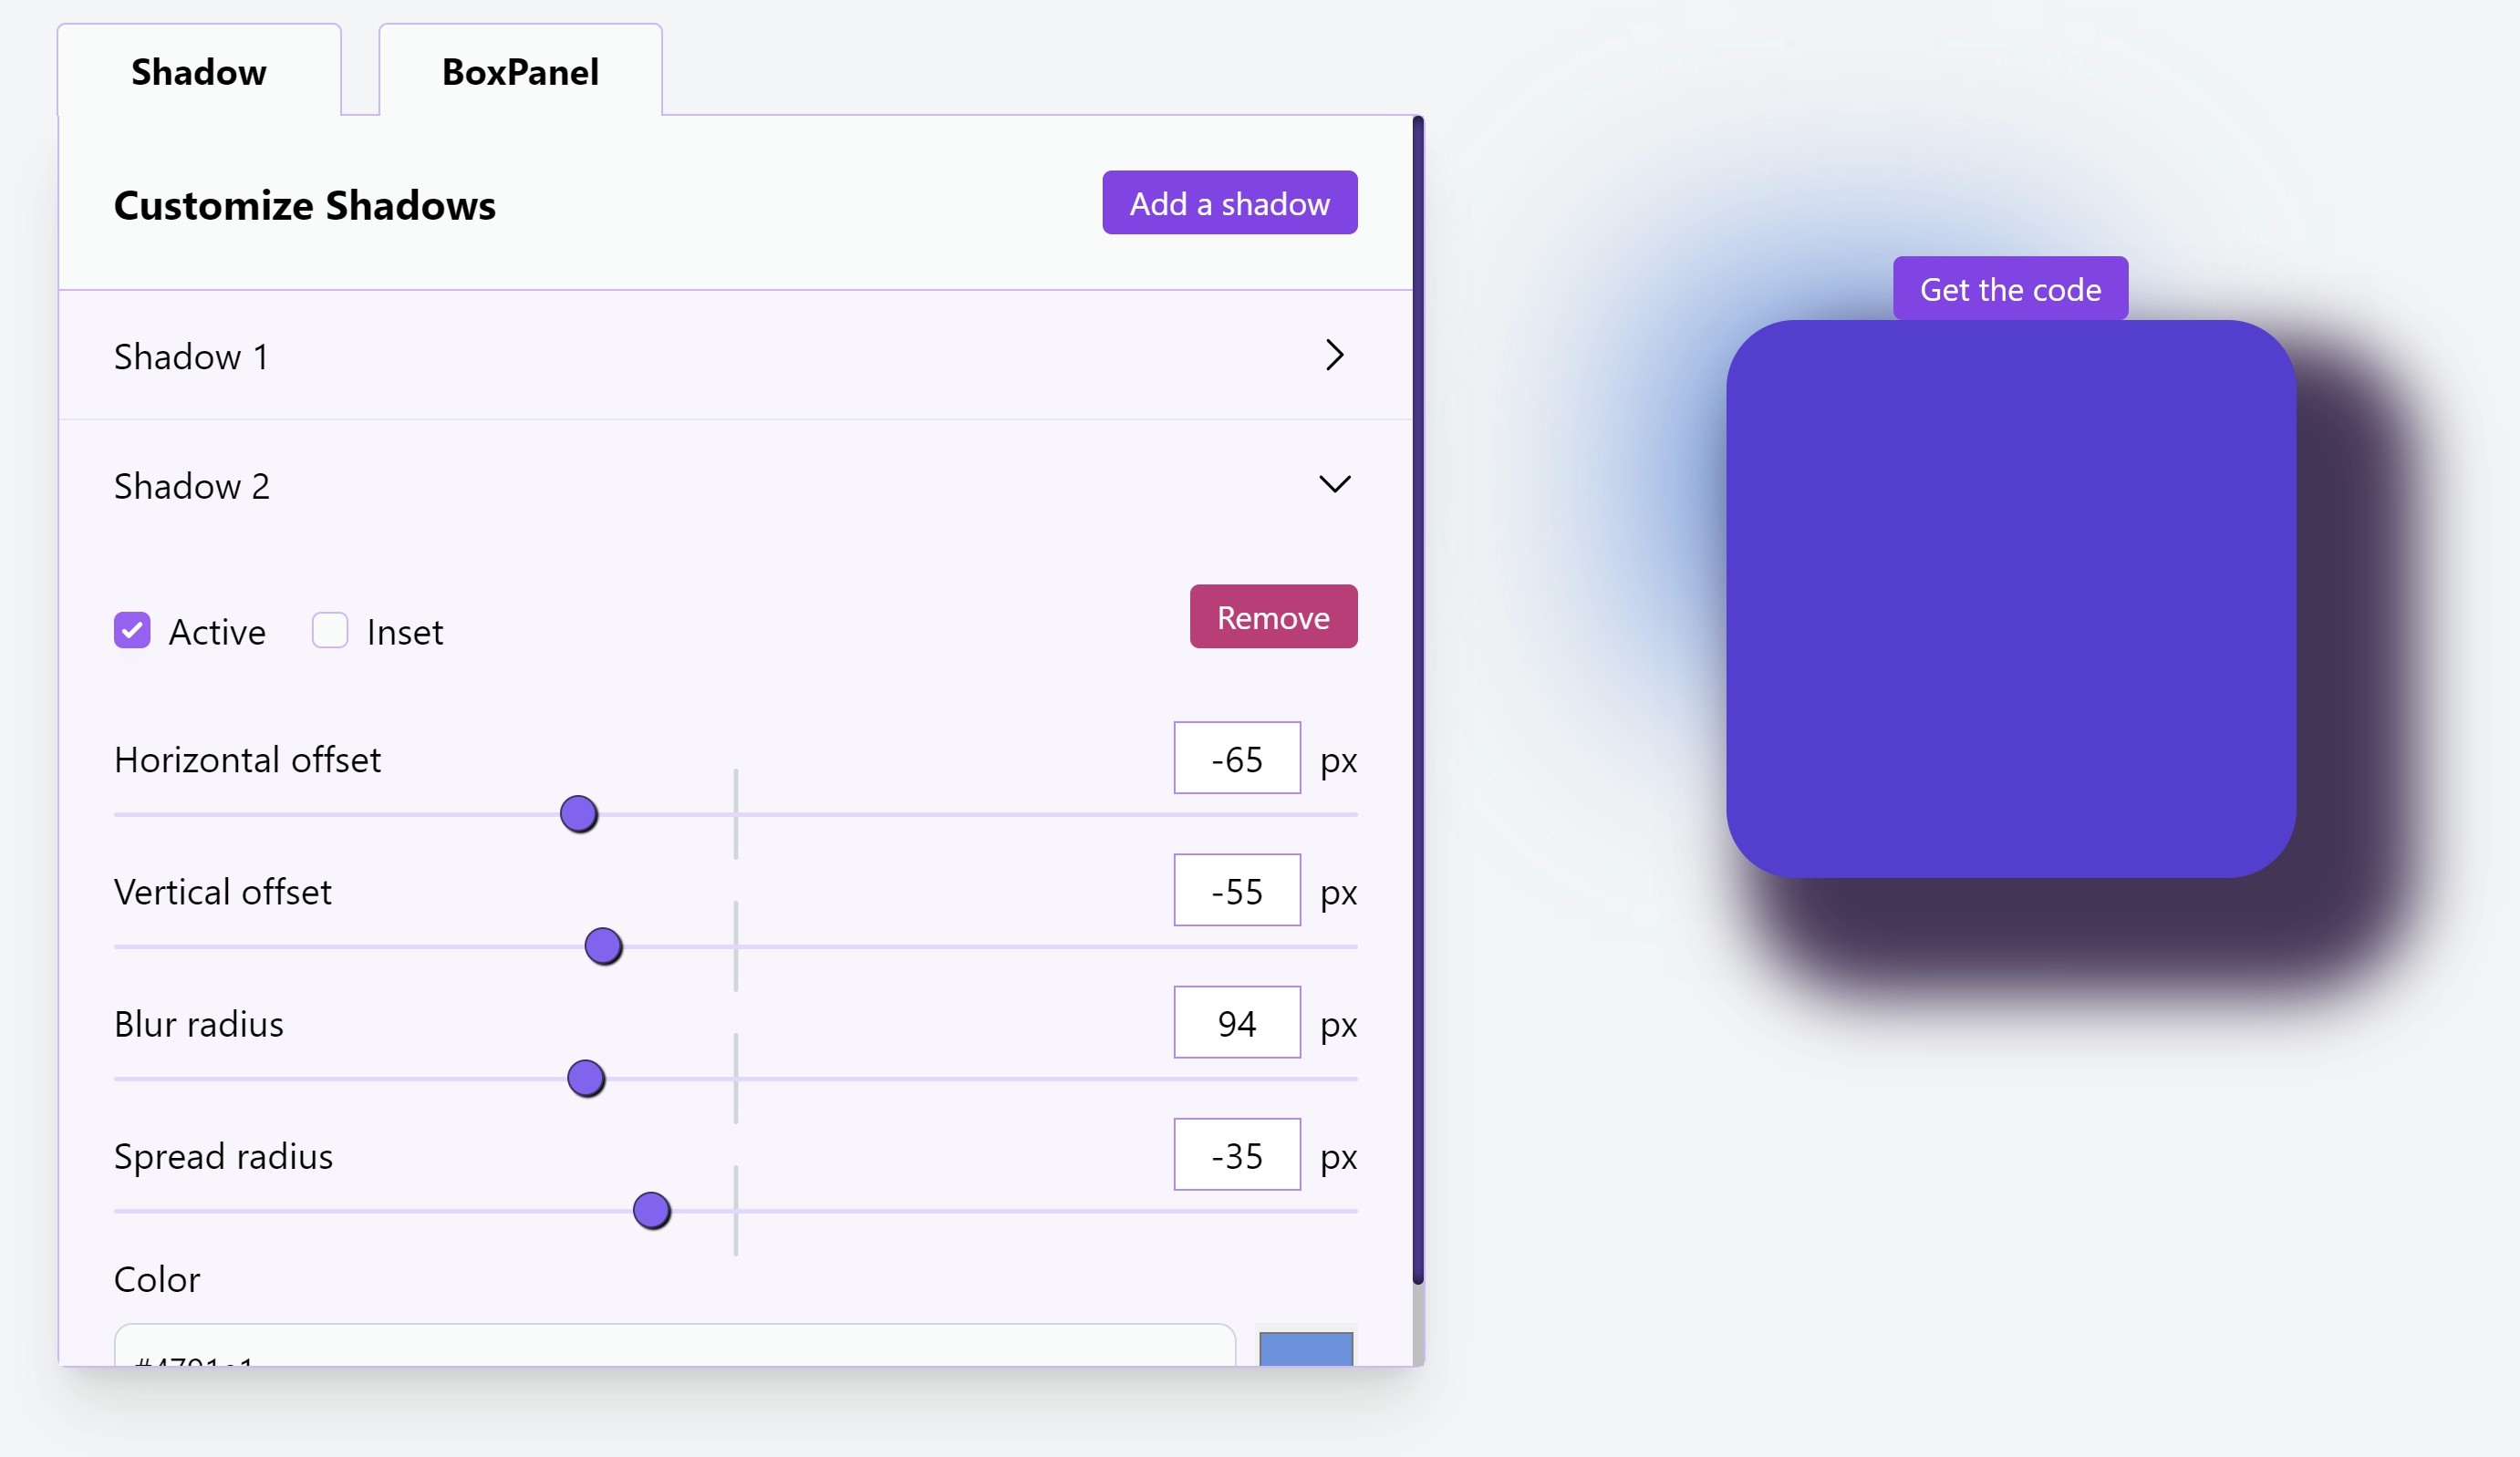 Shadow
BoxPanel
Customize Shadows
Add a shadow
Get the code
Shadow 1
Shadow 2
Active
Inset
Remove
Horizontal offset
-65 px
Vertical offset
-55 px
Blur radius
94 px
Spread radius
-35 px
Color